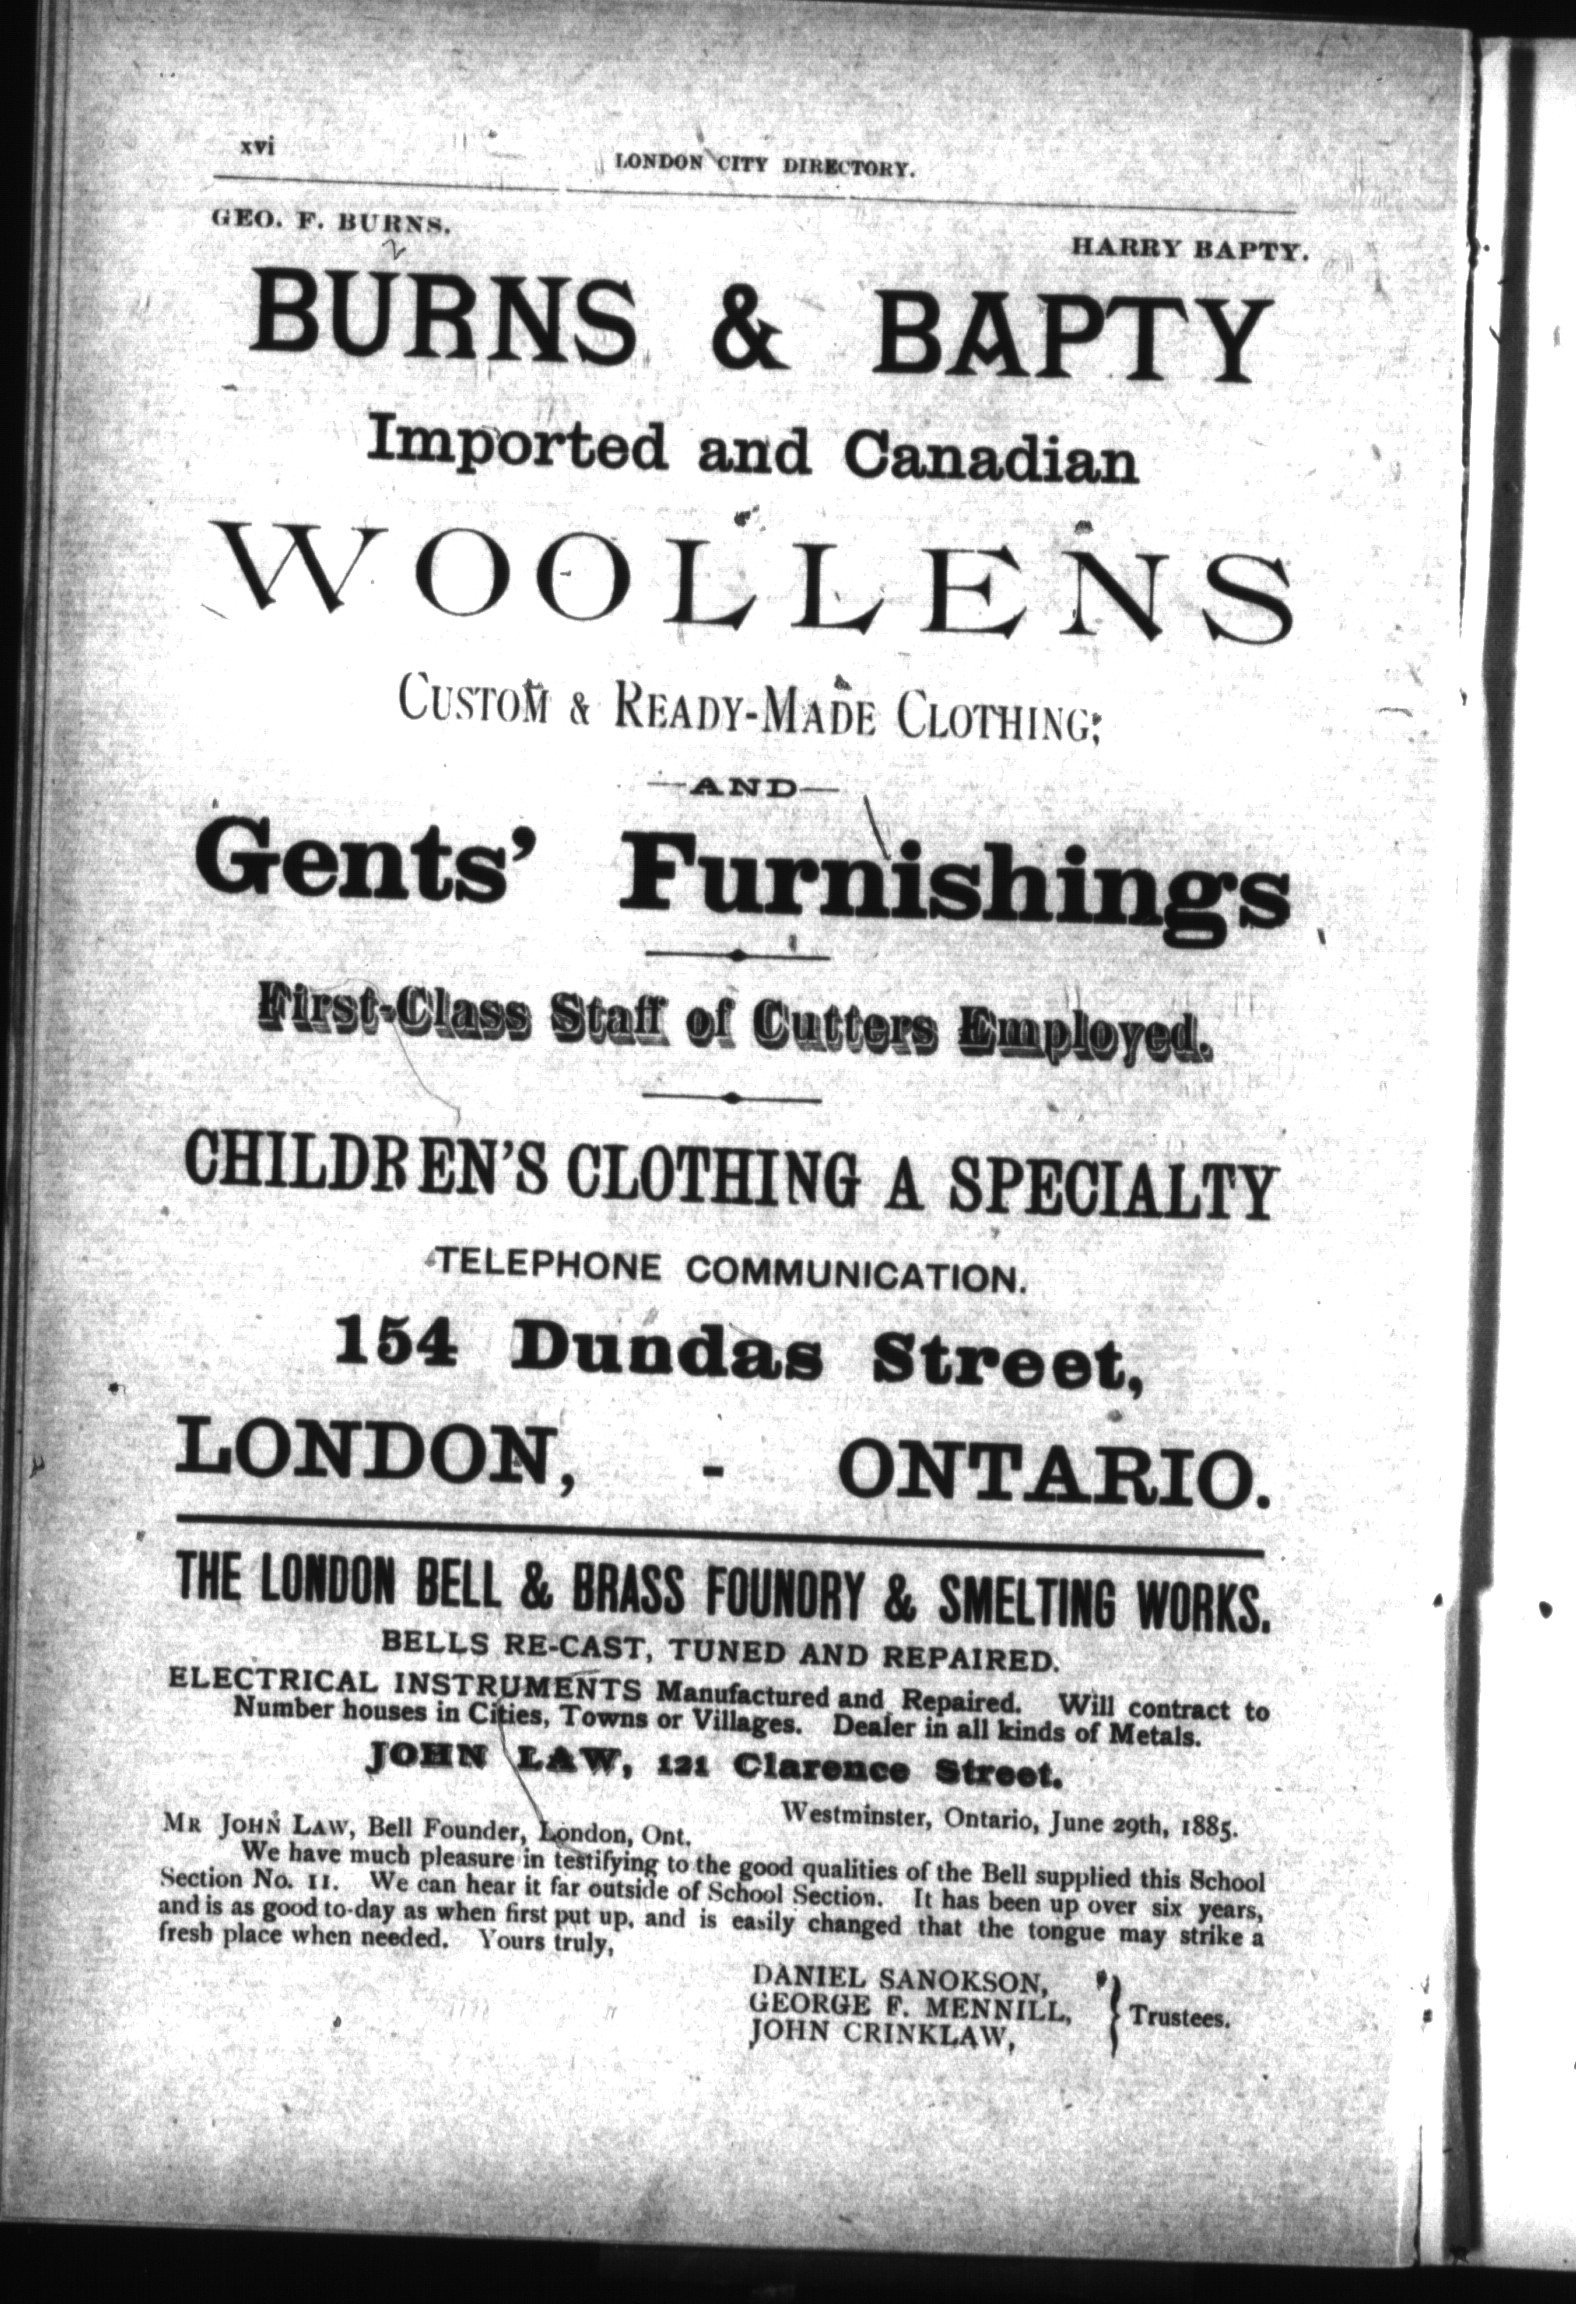 xvi
LONDON CITY DIRECTORY.
GEO. F. BURNS.
HARRY BAPTY.
BURNS & BAPTY
Imported and Canadian
WOOLLENS
CUSTOM & READY-MADE CLOTHING;
—AND—
Gents' Furnishings
First-Class Staff of Cutters Employed.
CHILDREN'S CLOTHING A SPECIALTY
TELEPHONE COMMUNICATION.
154 Dundas Street,
LONDON, - ONTARIO.
THE LONDON BELL & BRASS FOUNDRY & SMELTING WORKS.
BELLS RE-CAST, TUNED AND REPAIRED.
ELECTRICAL INSTRUMENTS Manufactured and Repaired. Will contract to
Number houses in Cities, Towns or Villages. Dealer in all kinds of Metals.
JOHN LAW, 121 Clarence Street.
Westminster, Ontario, June 29th, 1885.
MR JOHN LAW, Bell Founder, London, Ont.
We have much pleasure in testifying to the good qualities of the Bell supplied this School
Section No. 11. We can hear it far outside of School Section. It has been up over six years,
and is as good to-day as when first put up, and is easily changed that the tongue may strike a
fresh place when needed. Yours truly,
DANIEL SANOKSON,
GEORGE F. MENNILL,
JOHN CRINKLAW,
} Trustees.